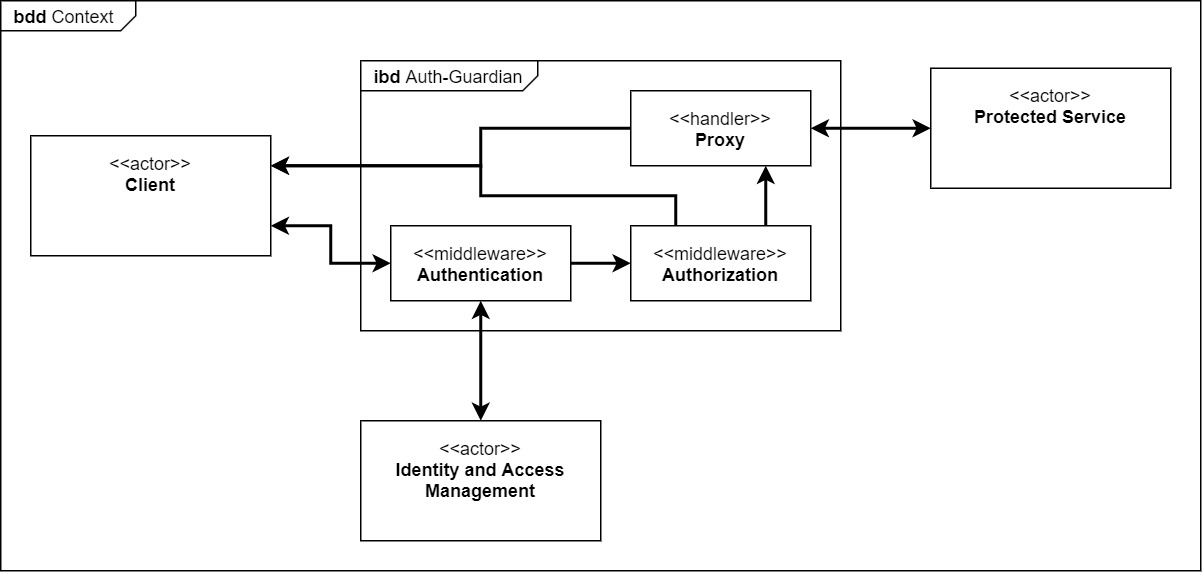 bdd Context
ibd Auth-Guardian
<<handler>>
Proxy
<<actor>>
Protected Service
<<actor>>
Client
<<middleware>>
Authentication
<<middleware>>
Authorization
<<actor>>
Identity and Access
Management